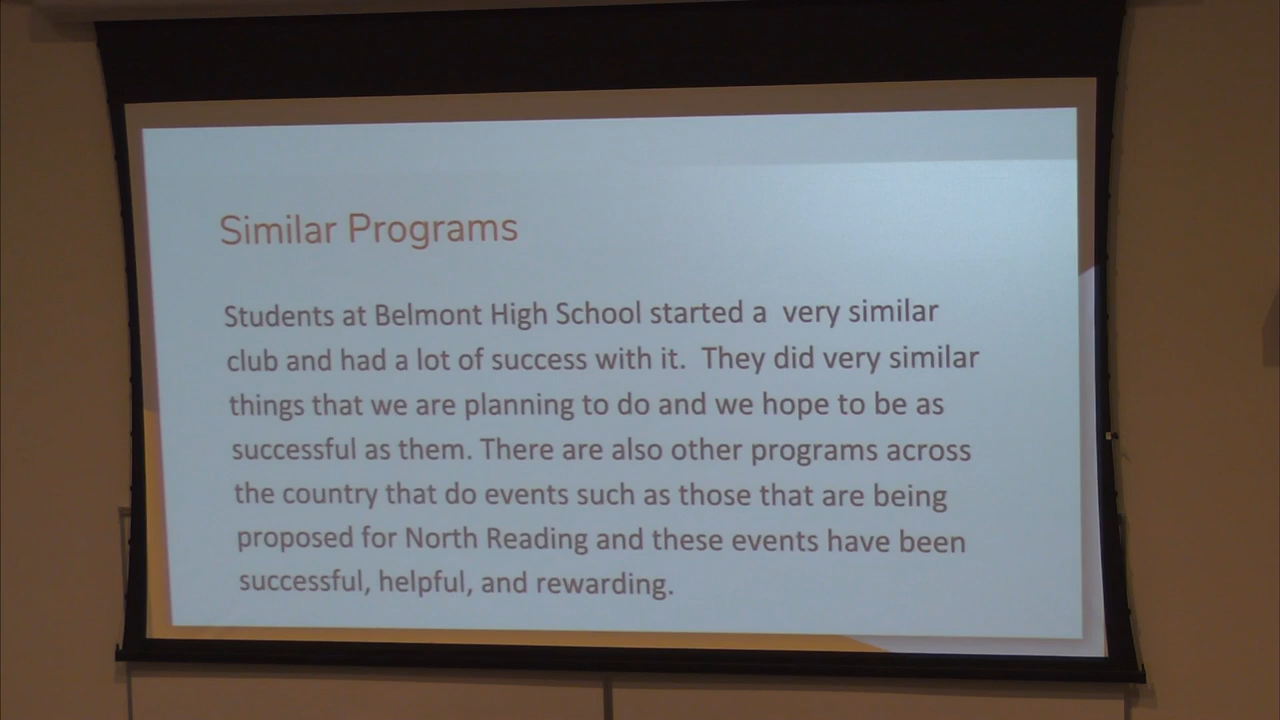 Similar Programs
Students at Belmont High School started a  very similar
club and had a lot of success with it.  They did very similar
things that we are planning to do and we hope to be as
successful as them. There are also other programs across
the country that do events such as those that are being
proposed for North Reading and these events have been
successful, helpful, and rewarding.